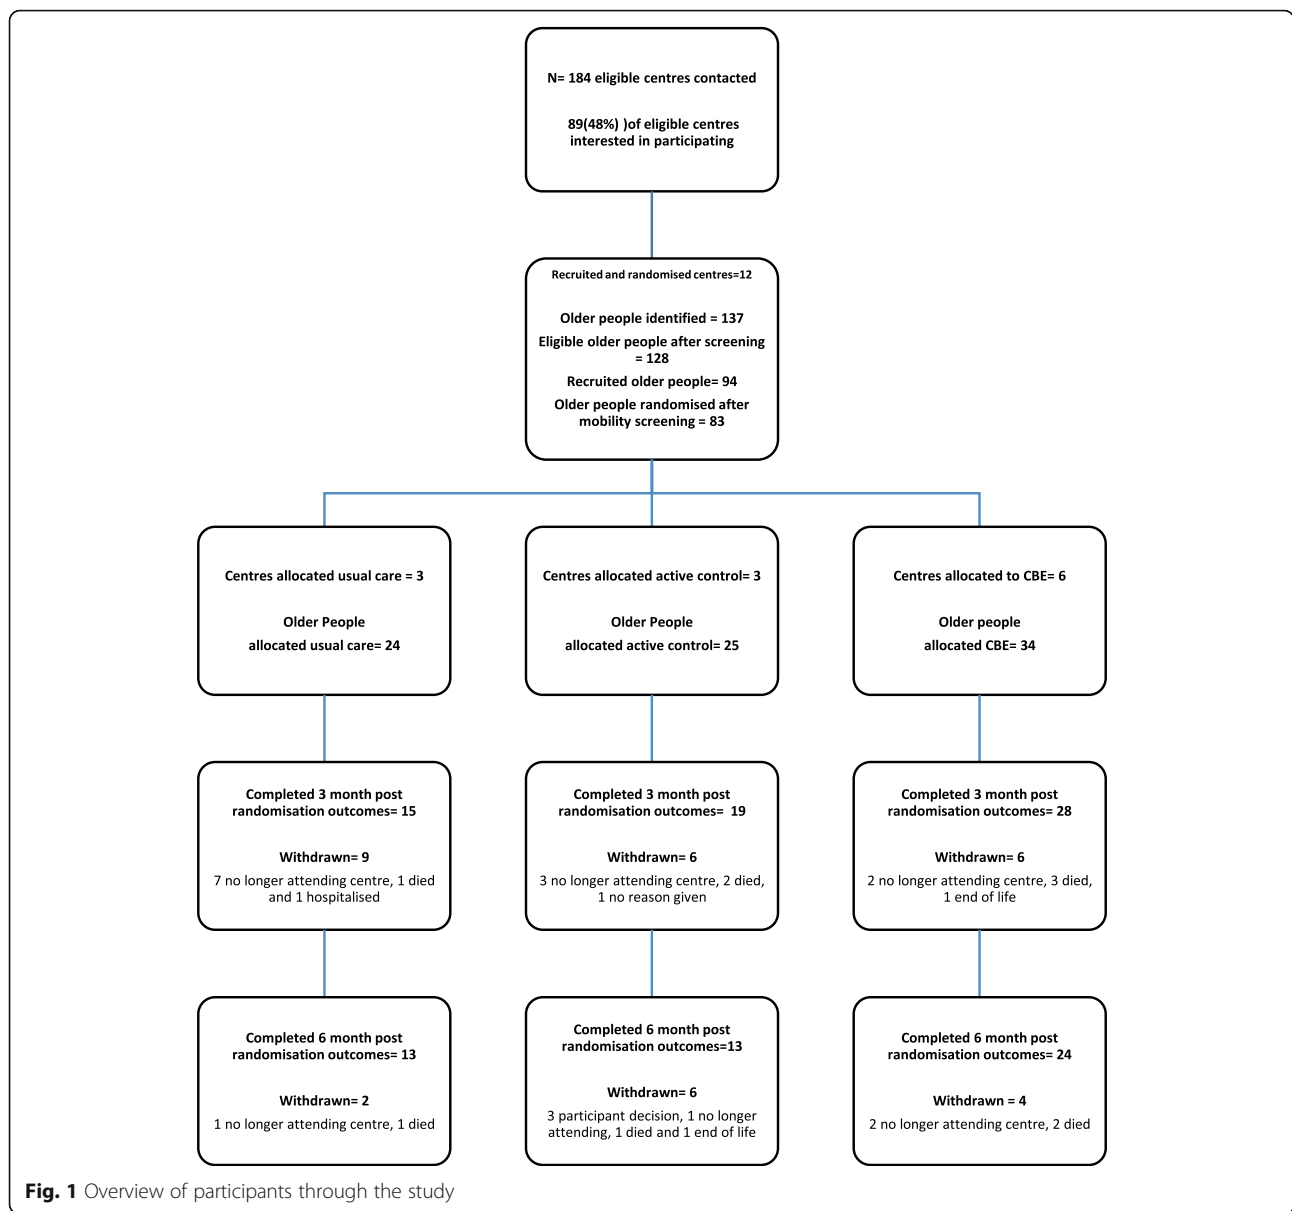 N= 184 eligible centres contacted
89(48%) )of eligible centres
interested in participating
Recruited and randomised centres=12
Older people identified = 137
Eligible older people after screening
= 128
Recruited older people= 94
Older people randomised after
mobility screening = 83
Centres allocated usual care = 3
Older People
allocated usual care= 24
Centres allocated active control= 3
Older People
allocated active control= 25
Centres allocated to CBE= 6
Older people
allocated CBE= 34
Completed 3 month post
randomisation outcomes= 15
Withdrawn= 9
7 no longer attending centre, 1 died
and 1 hospitalised
Completed 3 month post
randomisation outcomes=  19
Withdrawn= 6
3 no longer attending centre, 2 died,
1 no reason given
Completed 3 month post
randomisation outcomes= 28
Withdrawn= 6
2 no longer attending centre, 3 died,
1 end of life
Completed 6 month post
randomisation outcomes= 13
Withdrawn= 2
1 no longer attending centre, 1 died
Completed 6 month post
randomisation outcomes=13
Withdrawn= 6
3 participant decision, 1 no longer
attending, 1 died and 1 end of life
Completed 6 month post
randomisation outcomes= 24
Withdrawn = 4
2 no longer attending centre, 2 died
Fig. 1 Overview of participants through the study